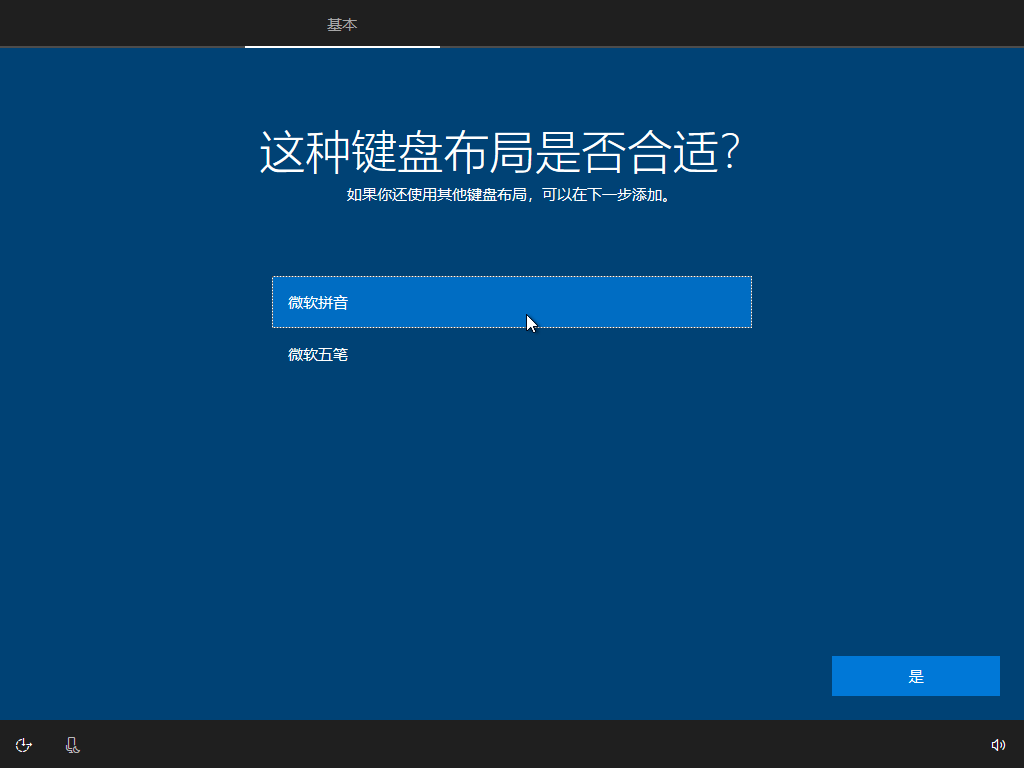 基本
这种键盘布局是否合适?
如果你还使用其他键盘布局，可以在下一步添加。
微软拼音
微软五笔
是